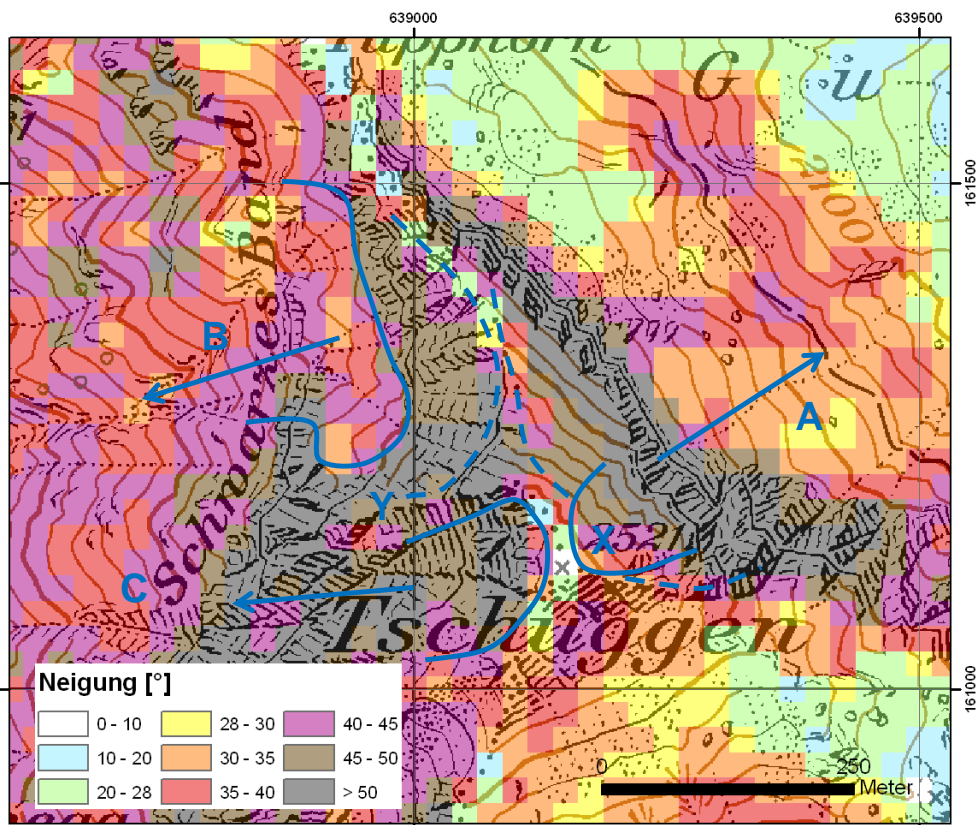 639000
639500
Tupphorn
G u
161500
2100
B
Schwarzes Band
A
Y
X
C
Tschuggen
161000
Neigung [°]
0 - 10
28 - 30
40 - 45
10 - 20
30 - 35
45 - 50
20 - 28
35 - 40
> 50
0
250
Meter